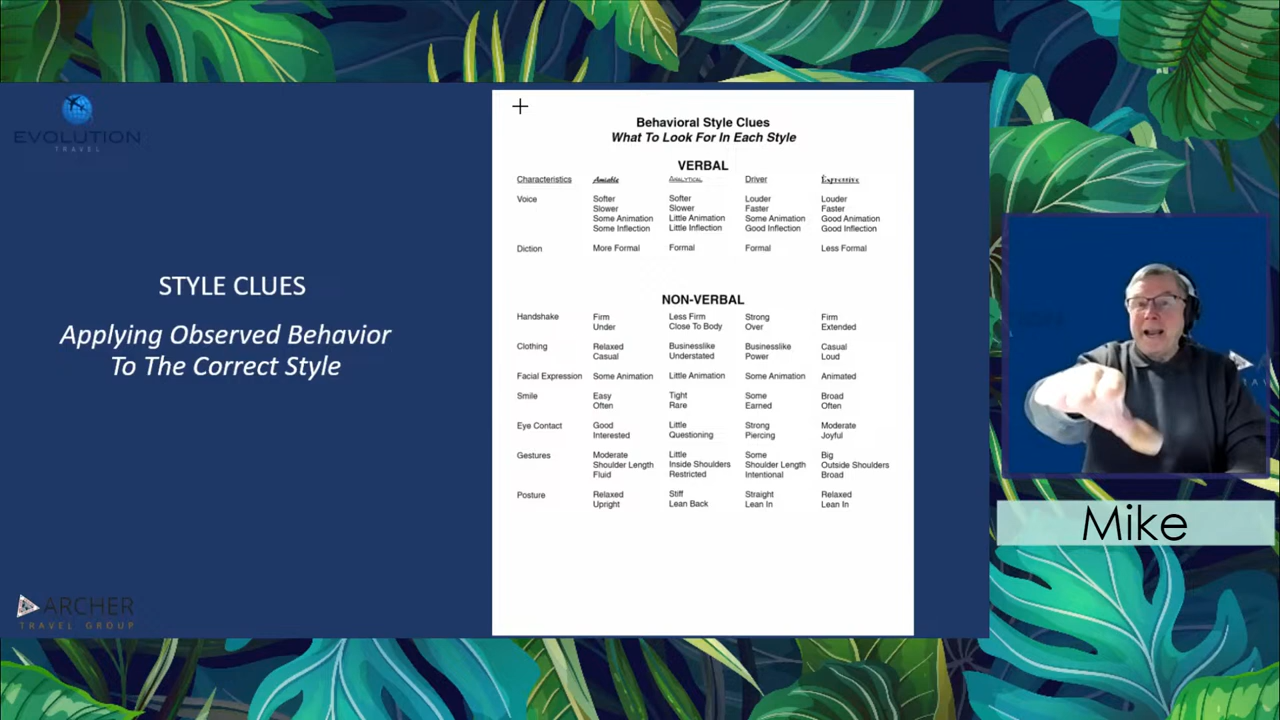 EVOLUTION
TRAVEL
STYLE CLUES
Applying Observed Behavior
To The Correct Style
ARCHER
TRAVEL GROUP
Behavioral Style Clues
What To Look For In Each Style
VERBAL
Characteristics Amiable ANALYTICAL Driver Expressive
Voice Softer Softer Louder Louder
Slower Slower Faster Faster
Some Animation Little Animation Some Animation Good Animation
Some Inflection Little Inflection Good Inflection Good Inflection
Diction More Formal Formal Formal Less Formal
NON-VERBAL
Handshake Firm Less Firm Strong Firm
Under Close To Body Over Extended
Clothing Relaxed Businesslike Businesslike Casual
Casual Understated Power Loud
Facial Expression Some Animation Little Animation Some Animation Animated
Smile Easy Tight Some Broad
Often Rare Earned Often
Eye Contact Good Little Strong Moderate
Interested Questioning Piercing Joyful
Gestures Moderate Little Some Big
Shoulder Length Inside Shoulders Shoulder Length Outside Shoulders
Fluid Restricted Intentional Broad
Posture Relaxed Stiff Straight Relaxed
Upright Lean Back Lean In Lean In
Mike